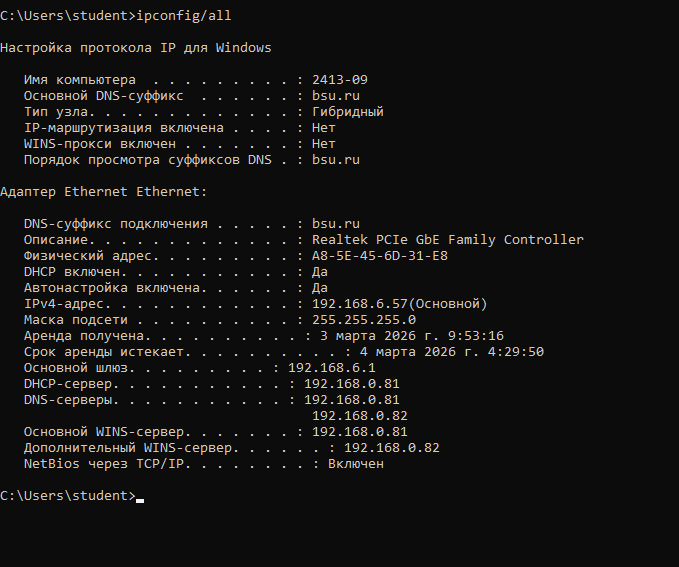 C:\Users\student>ipconfig/all
Настройка протокола IP для Windows
Имя компьютера  . . . . . . . . . : 2413-09
Основной DNS-суффикс  . . . . . . : bsu.ru
Тип узла. . . . . . . . . . . . . : Гибридный
IP-маршрутизация включена . . . . : Нет
WINS-прокси включен . . . . . . . : Нет
Порядок просмотра суффиксов DNS . : bsu.ru
Адаптер Ethernet Ethernet:
DNS-суффикс подключения . . . . . : bsu.ru
Описание. . . . . . . . . . . . . : Realtek PCIe GbE Family Controller
Физический адрес. . . . . . . . . : A8-5E-45-6D-31-E8
DHCP включен. . . . . . . . . . . : Да
Автонастройка включена. . . . . . : Да
IPv4-адрес. . . . . . . . . . . . : 192.168.6.57(Основной)
Маска подсети . . . . . . . . . . : 255.255.255.0
Аренда получена. . . . . . . . . . : 3 марта 2026 г. 9:53:16
Срок аренды истекает. . . . . . . . . . : 4 марта 2026 г. 4:29:50
Основной шлюз. . . . . . . . . : 192.168.6.1
DHCP-сервер. . . . . . . . . . . : 192.168.0.81
DNS-серверы. . . . . . . . . . . : 192.168.0.81
192.168.0.82
Основной WINS-сервер. . . . . . . : 192.168.0.81
Дополнительный WINS-сервер. . . . . . : 192.168.0.82
NetBios через TCP/IP. . . . . . . . : Включен
C:\Users\student>